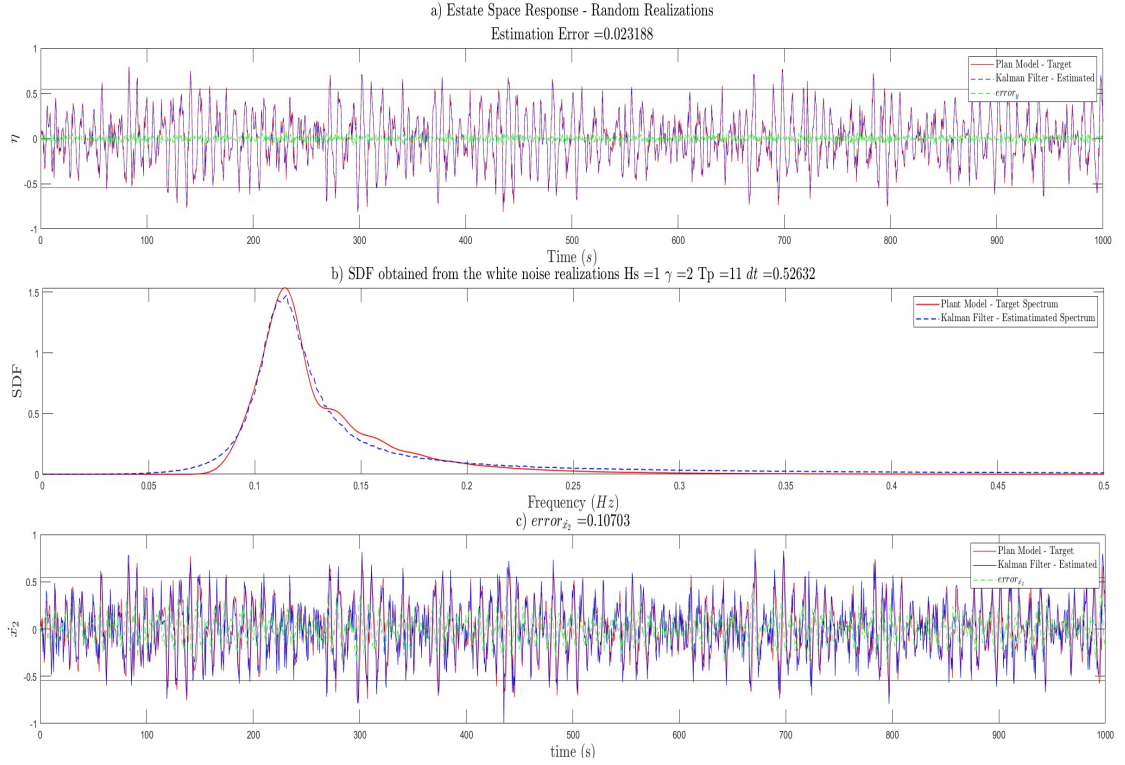 a) Estate Space Response - Random Realizations
Estimation Error =0.023188
1
0.5
0
-0.5
-1
η
Plan Model - Target
Kalman Filter - Estimated
error_y
0 100 200 300 400 500 600 700 800 900 1000
Time (s)
b) SDF obtained from the white noise realizations Hs =1 γ =2 Tp =11 dt =0.52632
1.5
1
0.5
0
SDF
Plant Model - Target Spectrum
Kalman Filter - Estimatimated Spectrum
0 0.05 0.1 0.15 0.2 0.25 0.3 0.35 0.4 0.45 0.5
Frequency (Hz)
c) error_ẋ₂ =0.10703
1
0.5
0
-0.5
-1
ẋ₂
Plan Model - Target
Kalman Filter - Estimated
error_ẋ₂
0 100 200 300 400 500 600 700 800 900 1000
time (s)